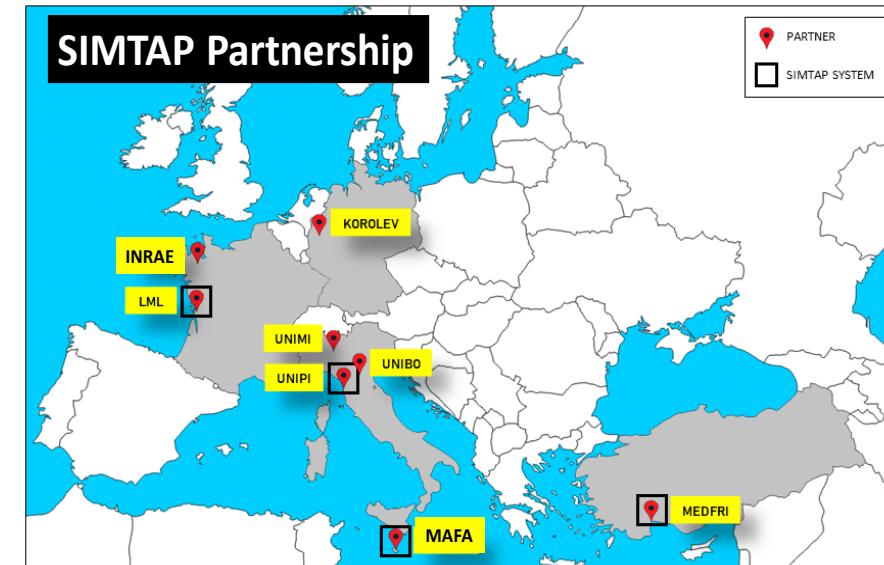 SIMTAP Partnership
PARTNER
SIMTAP SYSTEM
KOROLEV
INRAE
LML
UNIMI
UNIBO
UNIPI
MEDFRI
MAFA